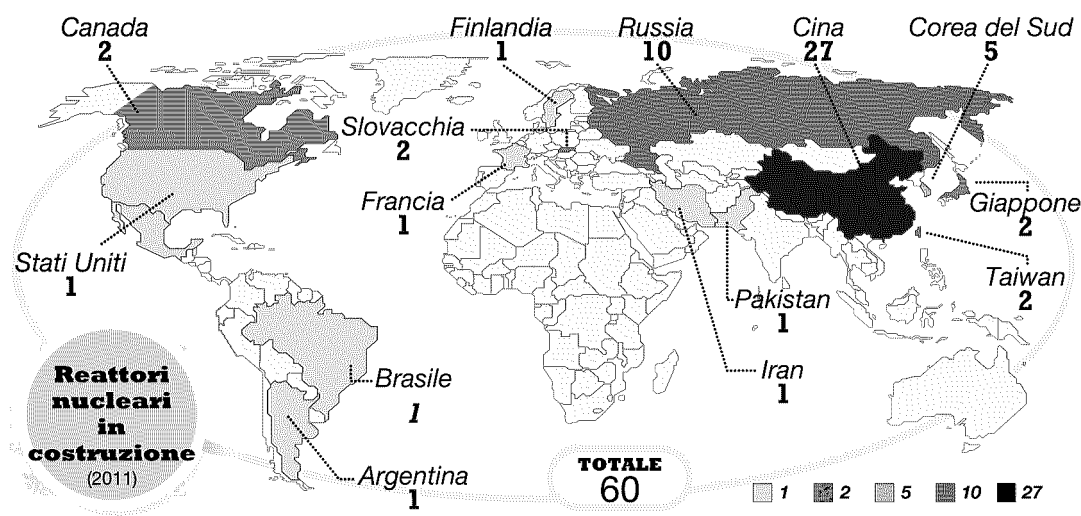 Canada
2
Finlandia
1
Russia
10
Cina
27
Corea del Sud
5
Slovacchia
2
Francia
1
Giappone
2
Stati Uniti
1
Taiwan
2
Pakistan
1
Iran
1
Brasile
1
Argentina
1
Reattori
nucleari
in
costruzione
(2011)
TOTALE
60
1 2 5 10 27